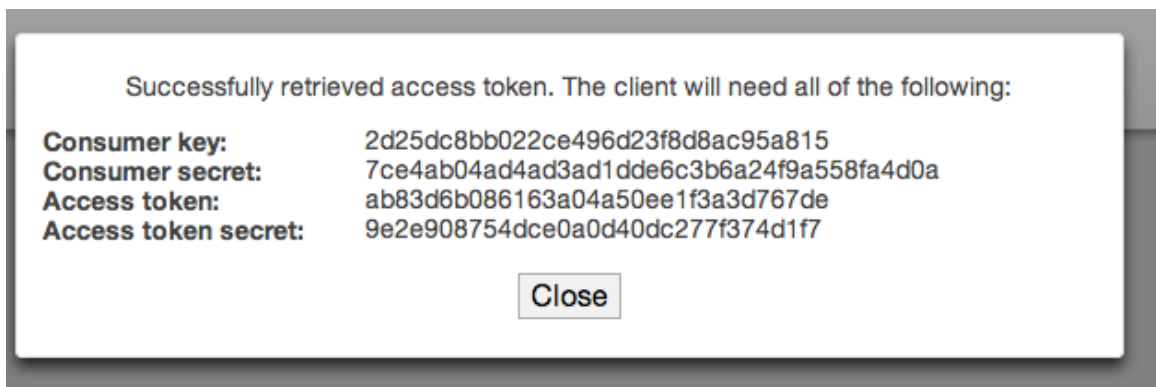 Successfully retrieved access token. The client will need all of the following:
Consumer key: 2d25dc8bb022ce496d23f8d8ac95a815
Consumer secret: 7ce4ab04ad4ad3ad1dde6c3b6a24f9a558fa4d0a
Access token: ab83d6b086163a04a50ee1f3a3d767de
Access token secret: 9e2e908754dce0a0d40dc277f374d1f7
Close